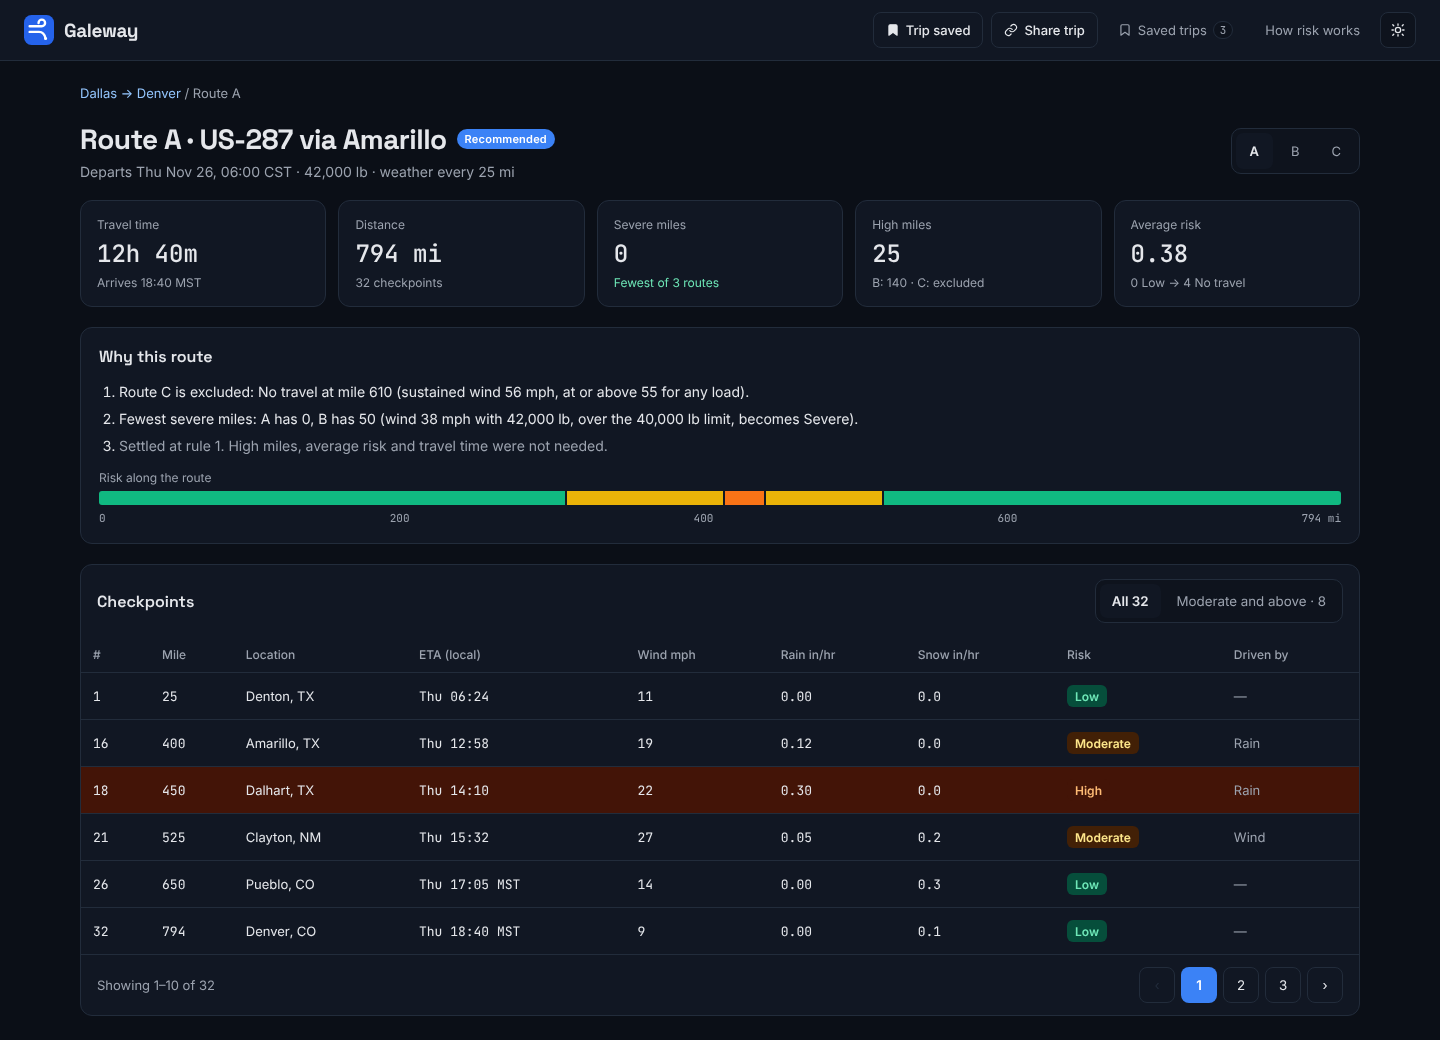 Galeway
Trip saved
Share trip
Saved trips 3
How risk works
Dallas → Denver / Route A
Route A · US-287 via Amarillo Recommended
Departs Thu Nov 26, 06:00 CST · 42,000 lb · weather every 25 mi
A B C
Travel time
12h 40m
Arrives 18:40 MST
Distance
794 mi
32 checkpoints
Severe miles
0
Fewest of 3 routes
High miles
25
B: 140 · C: excluded
Average risk
0.38
0 Low → 4 No travel
Why this route
1. Route C is excluded: No travel at mile 610 (sustained wind 56 mph, at or above 55 for any load).
2. Fewest severe miles: A has 0, B has 50 (wind 38 mph with 42,000 lb, over the 40,000 lb limit, becomes Severe).
3. Settled at rule 1. High miles, average risk and travel time were not needed.
Risk along the route
0 200 400 600 794 mi
Checkpoints
All 32 Moderate and above · 8
# Mile Location ETA (local) Wind mph Rain in/hr Snow in/hr Risk Driven by
1 25 Denton, TX Thu 06:24 11 0.00 0.0 Low —
16 400 Amarillo, TX Thu 12:58 19 0.12 0.0 Moderate Rain
18 450 Dalhart, TX Thu 14:10 22 0.30 0.0 High Rain
21 525 Clayton, NM Thu 15:32 27 0.05 0.2 Moderate Wind
26 650 Pueblo, CO Thu 17:05 MST 14 0.00 0.3 Low —
32 794 Denver, CO Thu 18:40 MST 9 0.00 0.1 Low —
Showing 1–10 of 32
‹ 1 2 3 ›